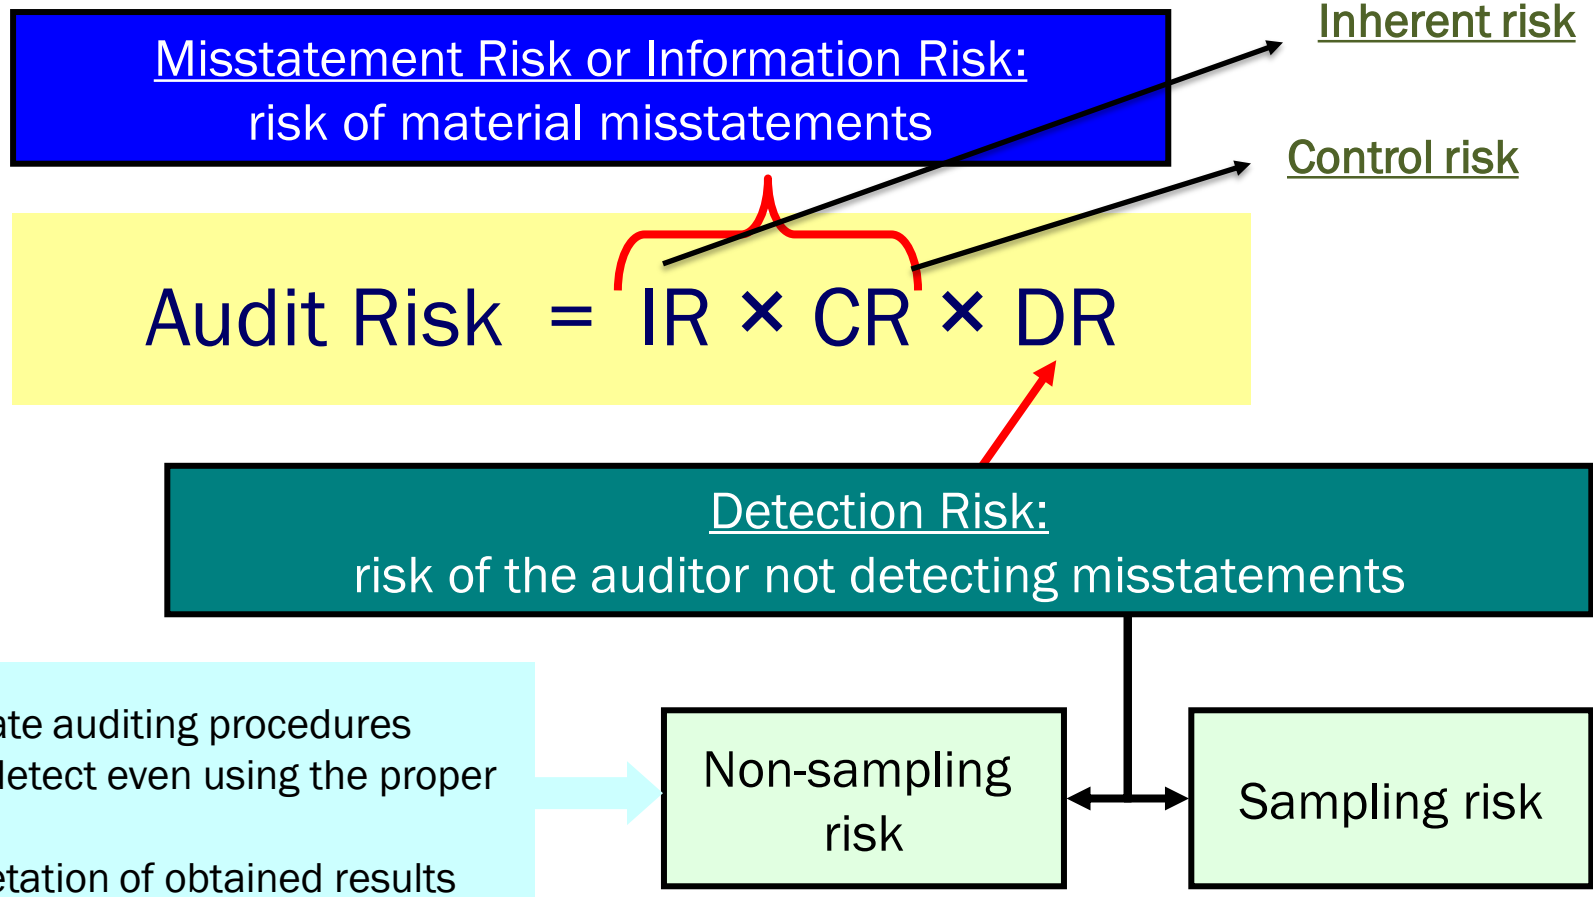 Inherent risk
Misstatement Risk or Information Risk:
risk of material misstatements
Control risk
Audit Risk = IR × CR × DR
Detection Risk:
risk of the auditor not detecting misstatements
auditing procedures
even using the proper
of obtained results
Non-sampling
risk
Sampling risk